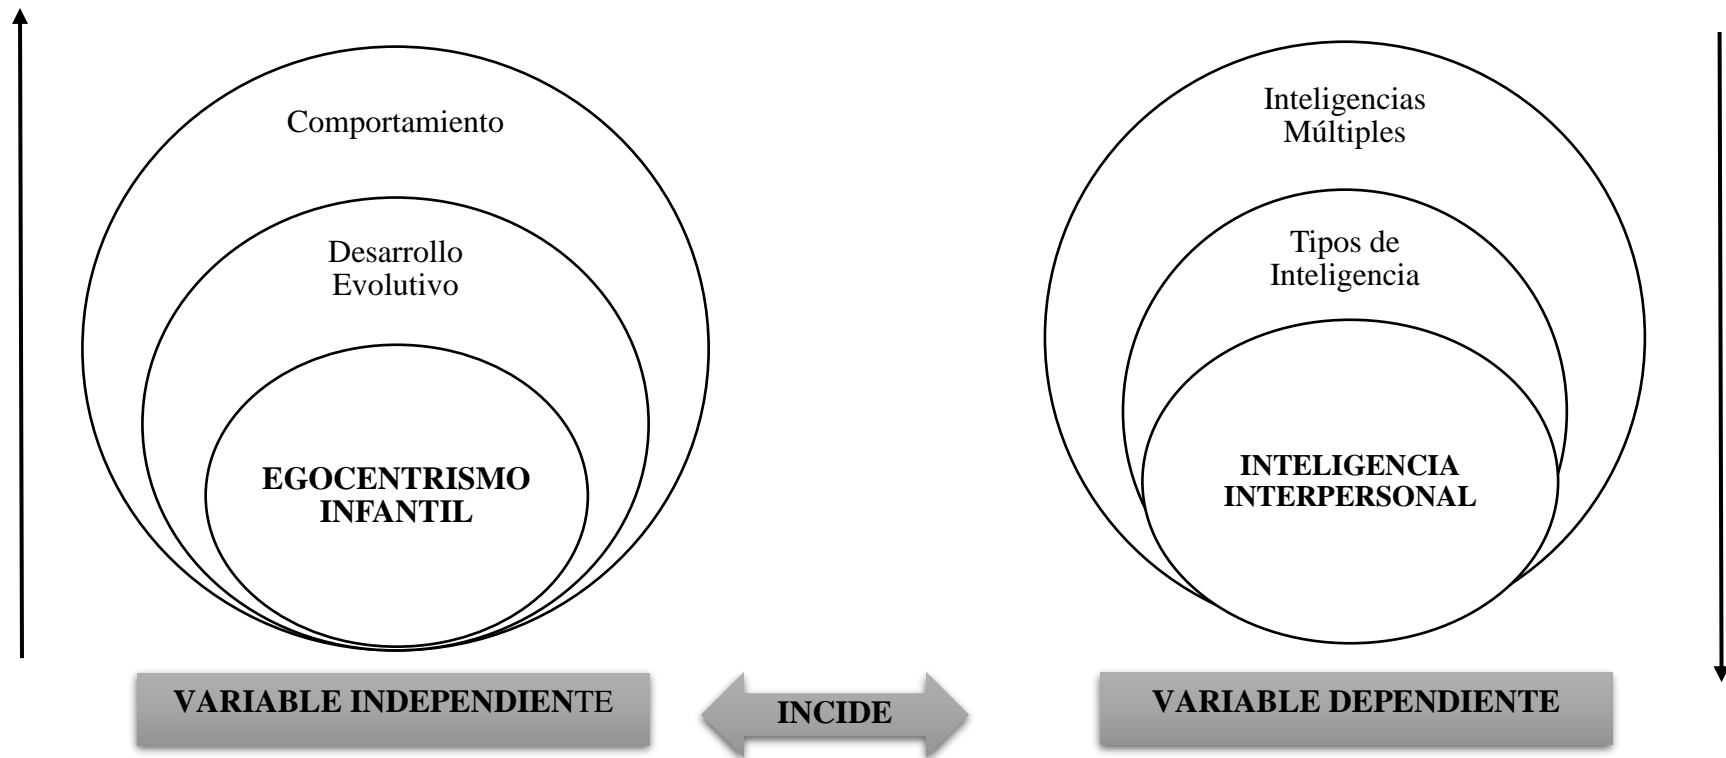 Comportamiento
Desarrollo
Evolutivo
EGOCENTRISMO
INFANTIL
Inteligencias
Múltiples
Tipos de
Inteligencia
INTELIGENCIA
INTERPERSONAL
VARIABLE INDEPENDIENTE
INCIDE
VARIABLE DEPENDIENTE